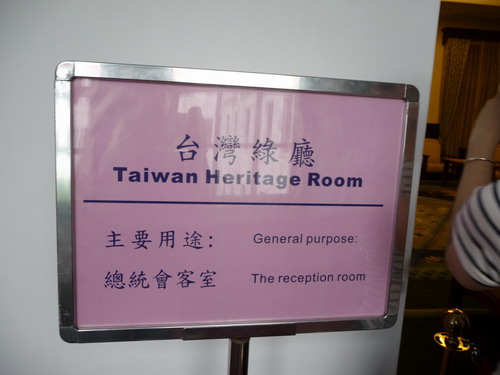 台灣綠廳
Taiwan Heritage Room
主要用途: General purpose:
總統會客室 The reception room